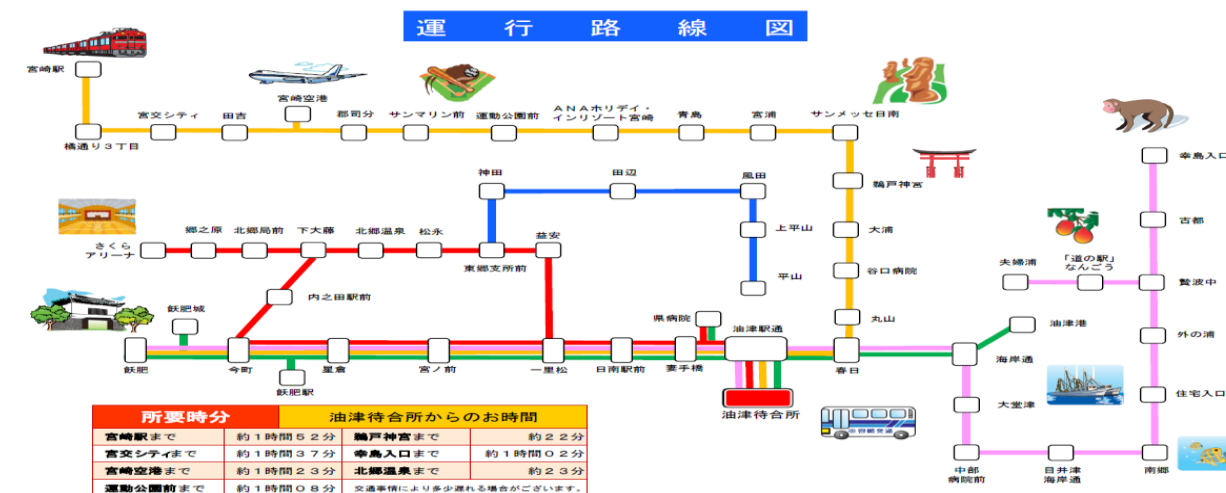 運行路線図
宮崎駅
橘通り3丁目
宮交シティ
田吉
宮崎空港
郡司分
サンマリン前
運動公園前
ANAホリデイ・
インリゾート宮崎
青島
宮浦
サンメッセ日南
鵜戸神宮
大浦
谷口病院
丸山
春日
神田
田辺
風田
上平山
平山
さくら
アリーナ
郷之原
北郷局前
下大藤
北郷温泉
松永
東郷支所前
益安
内之田駅前
飫肥城
飫肥
今町
飫肥駅
星倉
宮ノ前
一里松
日南駅前
妻手橋
県病院
油津駅通
油津待合所
海岸通
油津港
大堂津
中部
病院前
目井津
海岸通
南郷
住宅入口
外の浦
鷲波中
「道の駅」
なんごう
夫婦浦
古都
幸島入口
所要時分 油津待合所からのお時間
宮崎駅まで 約1時間52分 鵜戸神宮まで 約22分
宮交シティまで 約1時間37分 幸島入口まで 約1時間02分
宮崎空港まで 約1時間23分 北郷温泉まで 約23分
運動公園前まで 約1時間08分 交通事情により多少遅れる場合がございます。